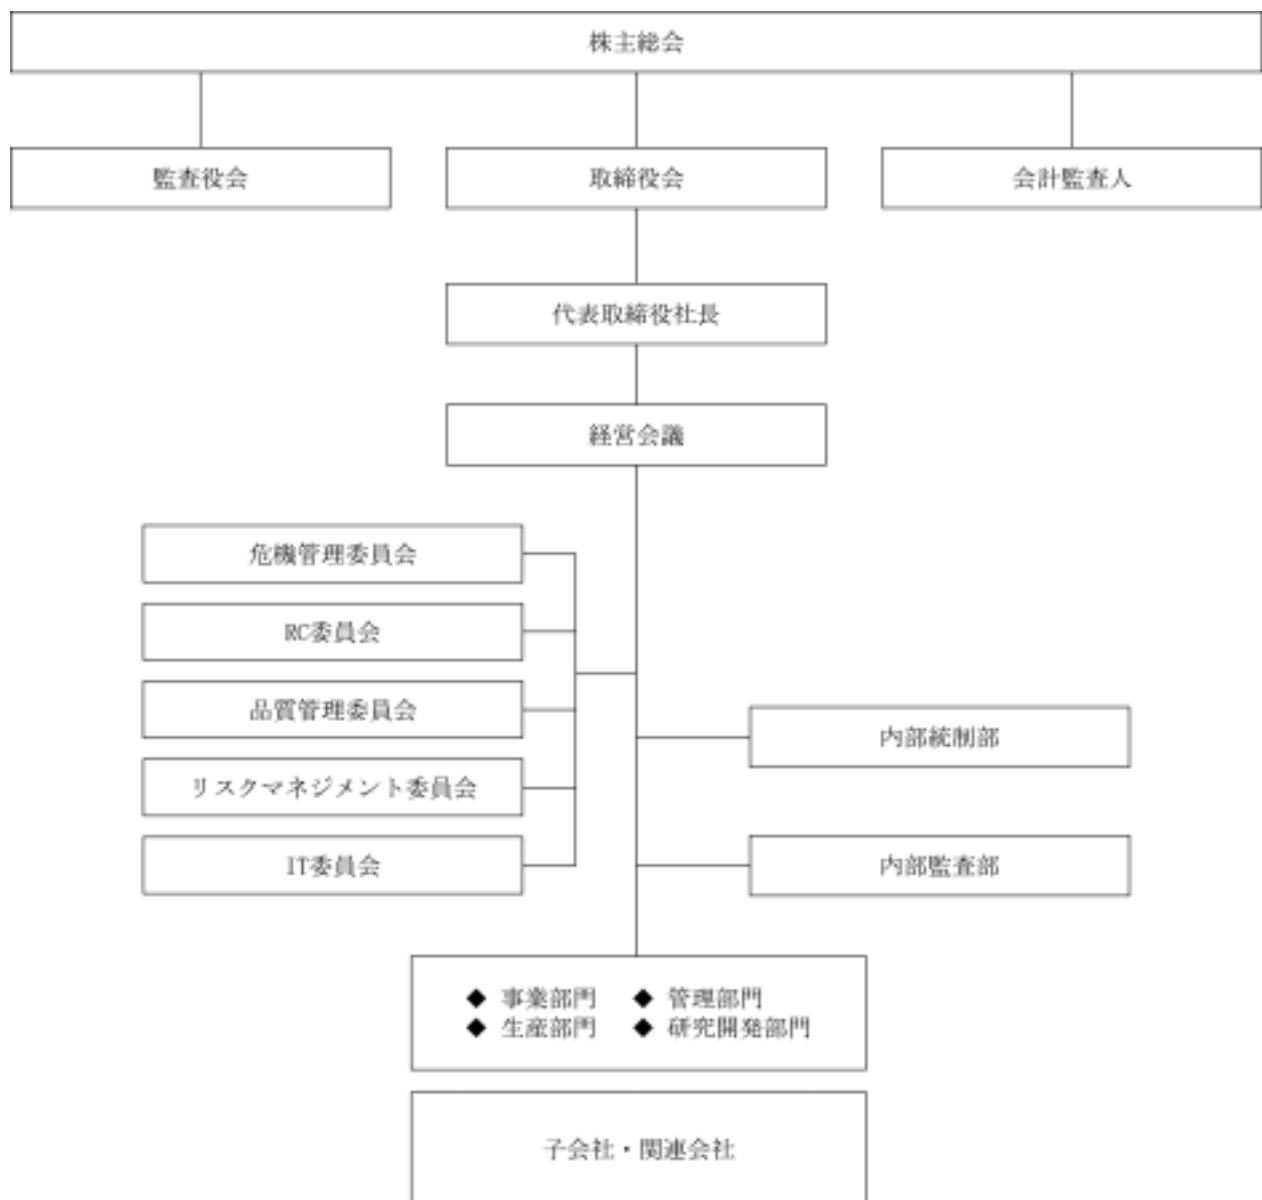 株主総会
監査役会
取締役会
会計監査人
代表取締役社長
経営会議
危機管理委員会
RC委員会
品質管理委員会
内部統制部
リスクマネジメント委員会
IT委員会
内部監査部
◆ 事業部門 ◆ 管理部門
◆ 生産部門 ◆ 研究開発部門
子会社・関連会社